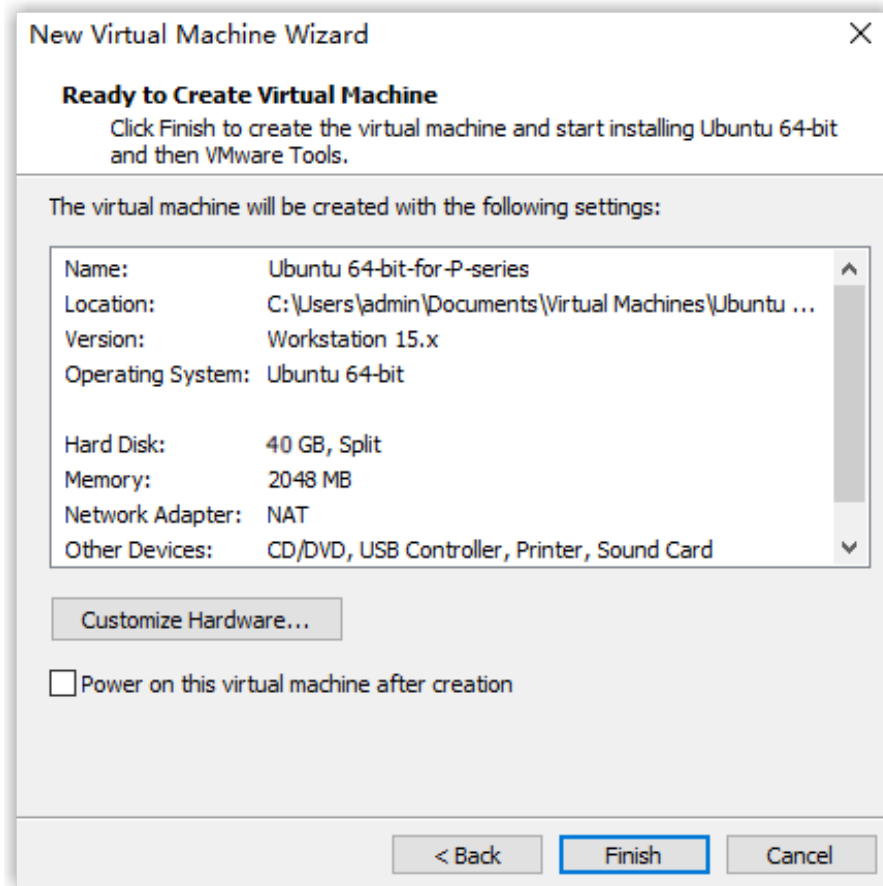 New Virtual Machine Wizard
Ready to Create Virtual Machine
Click Finish to create the virtual machine and start installing Ubuntu 64-bit
and then VMware Tools.
The virtual machine will be created with the following settings:
Name: Ubuntu 64-bit-for-P-series
Location: C:\Users\admin\Documents\Virtual Machines\Ubuntu ...
Version: Workstation 15.x
Operating System: Ubuntu 64-bit
Hard Disk: 40 GB, Split
Memory: 2048 MB
Network Adapter: NAT
Other Devices: CD/DVD, USB Controller, Printer, Sound Card
Customize Hardware...
Power on this virtual machine after creation
< Back Finish Cancel